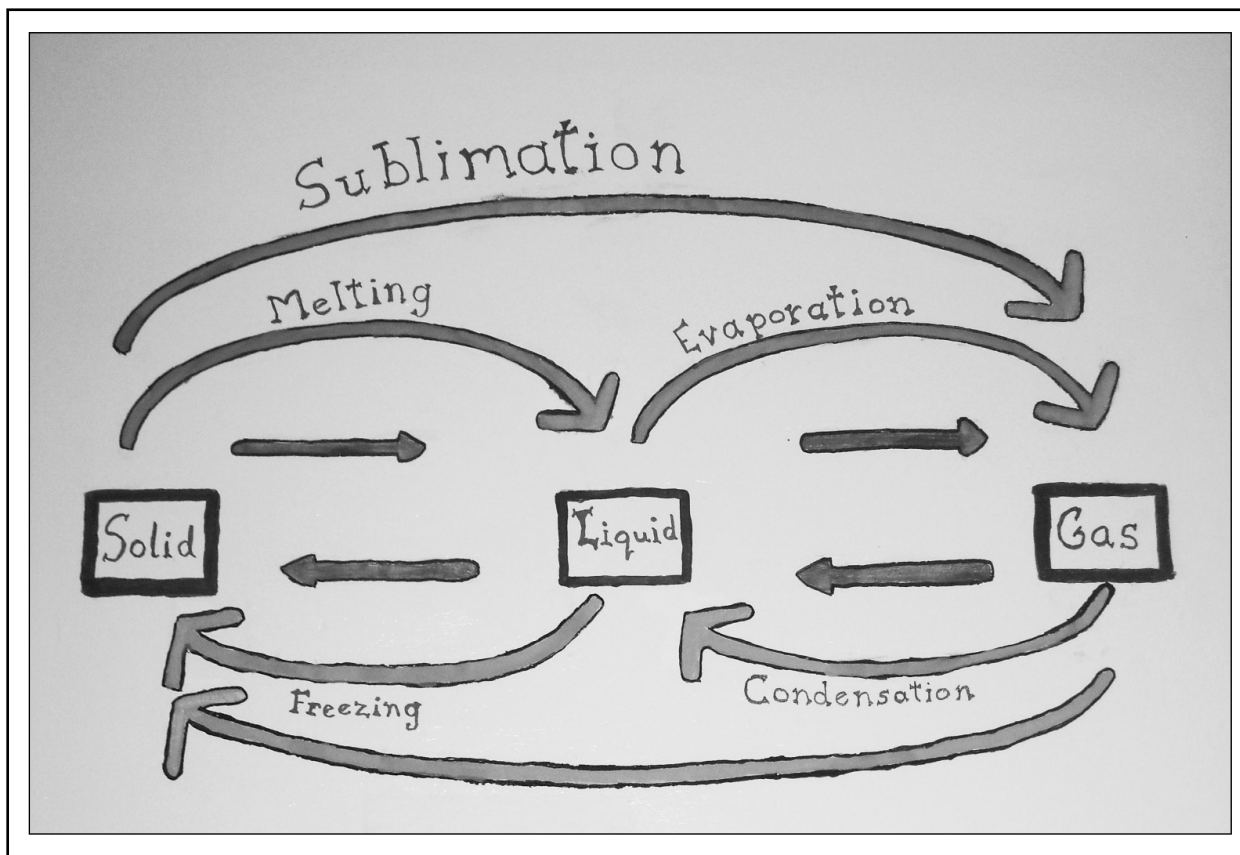 Sublimation
Melting
Evaporation
Solid
Liquid
Gas
Freezing
Condensation